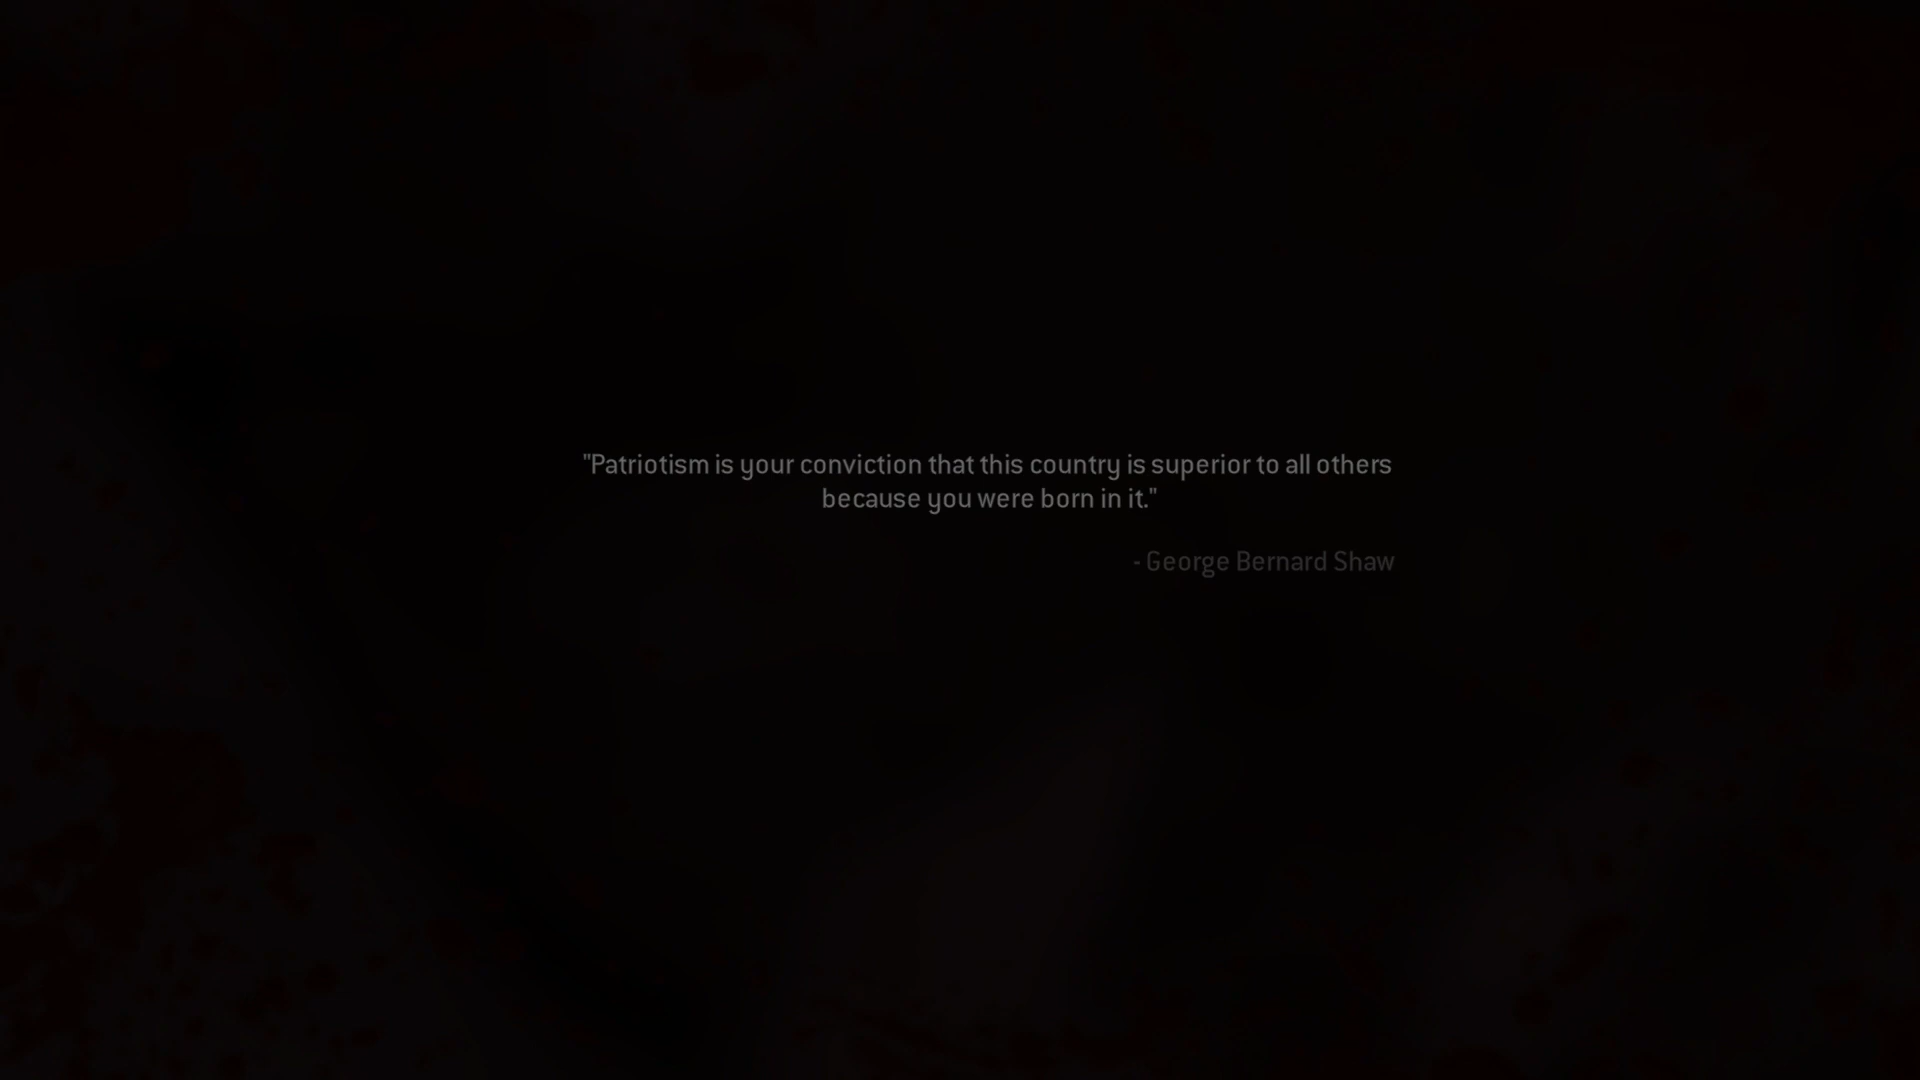 "Patriotism is your conviction that this country is superior to all others
because you were born in it."
- George Bernard Shaw